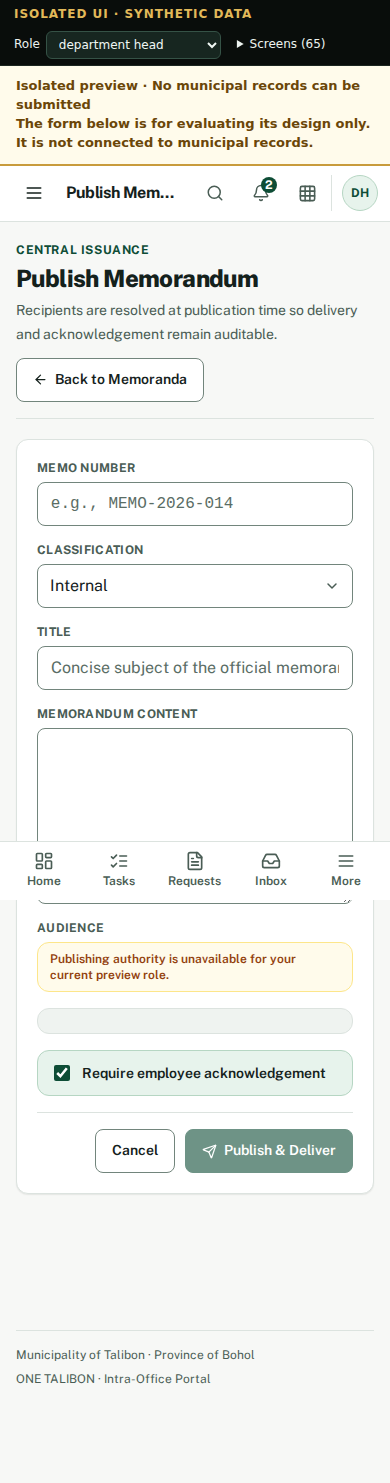 ISOLATED UI · SYNTHETIC DATA
Role department head ▶ Screens (65)
Isolated preview · No municipal records can be
submitted
The form below is for evaluating its design only.
It is not connected to municipal records.
Publish Mem... 2 DH
CENTRAL ISSUANCE
Publish Memorandum
Recipients are resolved at publication time so delivery
and acknowledgement remain auditable.
← Back to Memoranda
MEMO NUMBER
e.g., MEMO-2026-014
CLASSIFICATION
Internal
TITLE
Concise subject of the official memora
MEMORANDUM CONTENT
Home Tasks Requests Inbox More
AUDIENCE
Publishing authority is unavailable for your
current preview role.
Require employee acknowledgement
Cancel Publish & Deliver
Municipality of Talibon · Province of Bohol
ONE TALIBON · Intra-Office Portal